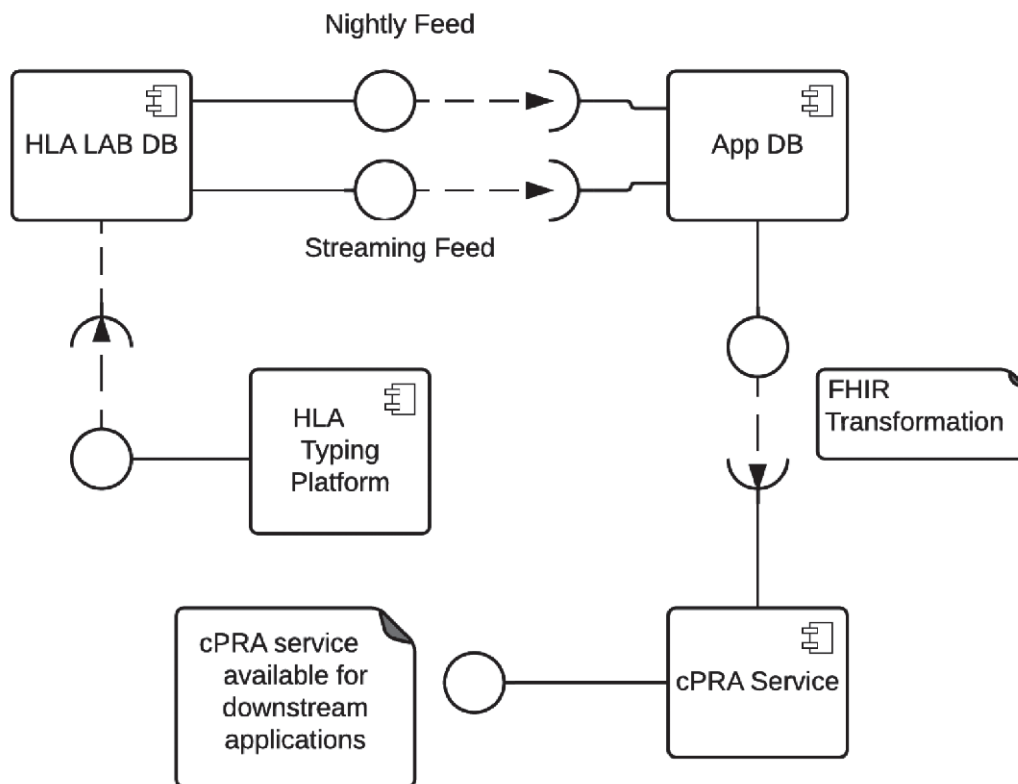 Nightly Feed
HLA LAB DB
App DB
Streaming Feed
HLA
Typing
Platform
FHIR
Transformation
cPRA service
available for
downstream
applications
cPRA Service